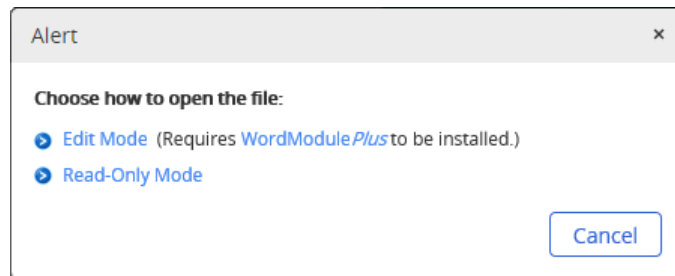 Alert ×
Choose how to open the file:
Edit Mode (Requires WordModulePlus to be installed.)
Read-Only Mode
Cancel